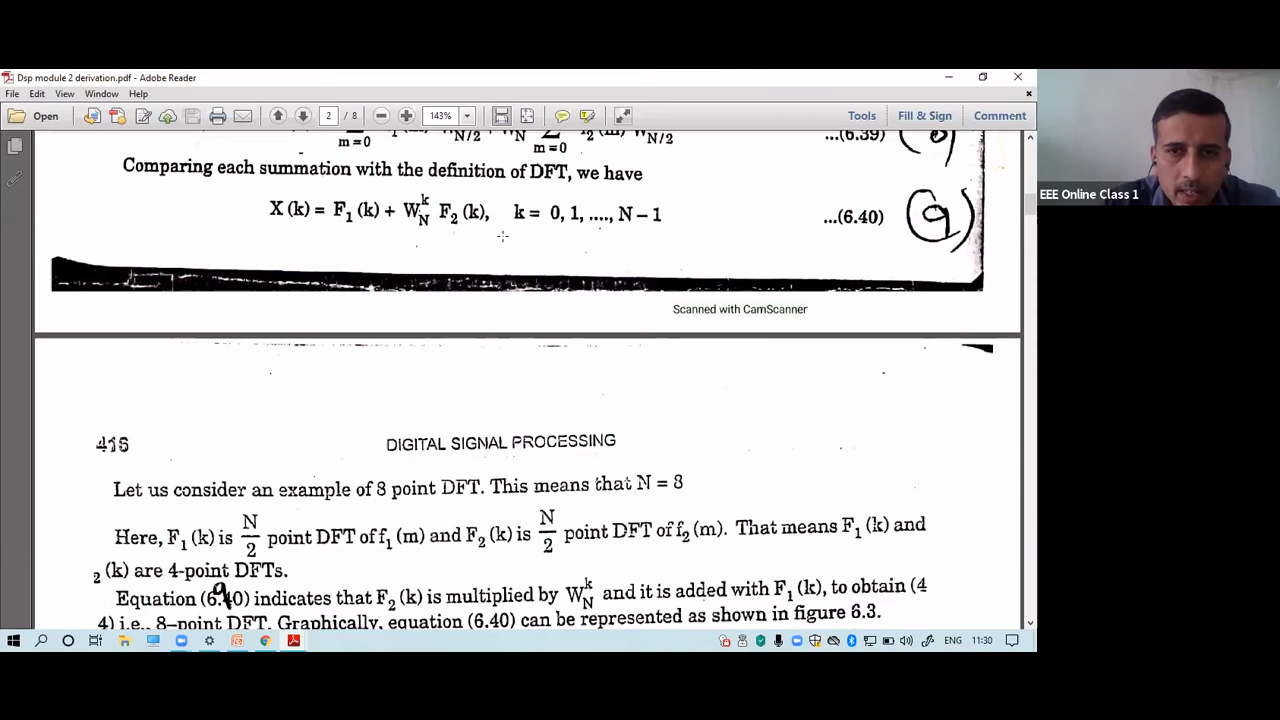 Dsp module 2 derivation.pdf - Adobe Reader
File Edit View Window Help
Open 2 / 8 143% Tools Fill & Sign Comment
m = 0 W N/2 + W N m = 0 W N/2 ...(6.39) (8)
Comparing each summation with the definition of DFT, we have
X (k) = F₁ (k) + W_N^k F₂ (k), k = 0, 1, ...., N – 1 ...(6.40) (9)
Scanned with CamScanner
416 DIGITAL SIGNAL PROCESSING
Let us consider an example of 8 point DFT. This means that N = 8
Here, F₁ (k) is N/2 point DFT of f₁ (m) and F₂ (k) is N/2 point DFT of f₂ (m). That means F₁ (k) and
₂ (k) are 4-point DFTs.
Equation (6.40) 9 indicates that F₂ (k) is multiplied by W_N^k and it is added with F₁ (k), to obtain (4
4) i.e., 8–point DFT. Graphically, equation (6.40) can be represented as shown in figure 6.3.
EEE Online Class 1
ENG 11:30